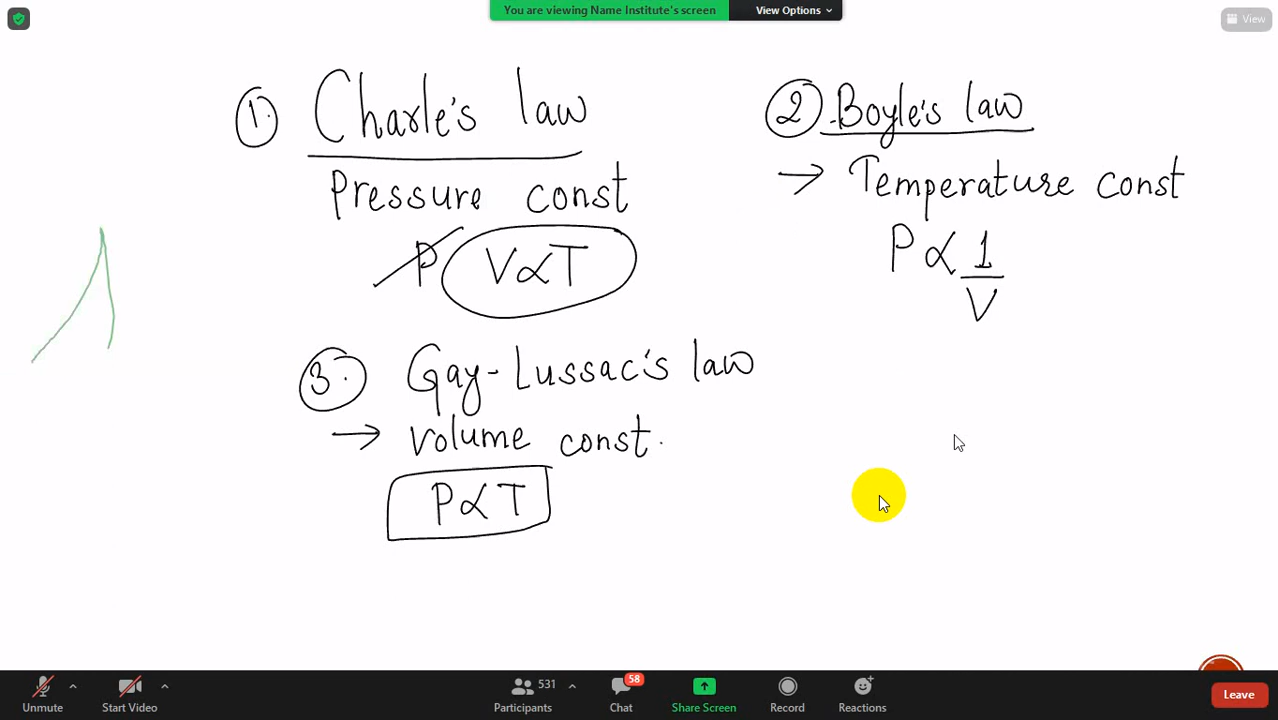 You are viewing Name Institute's screen
View Options
View
1. Charle's law
Pressure const
P V∝T
2 Boyle's law
→ Temperature const
P∝1/V
3. Gay-Lussac's law
→ volume const.
P∝T
Unmute
Start Video
531
Participants
58
Chat
Share Screen
Record
Reactions
Leave